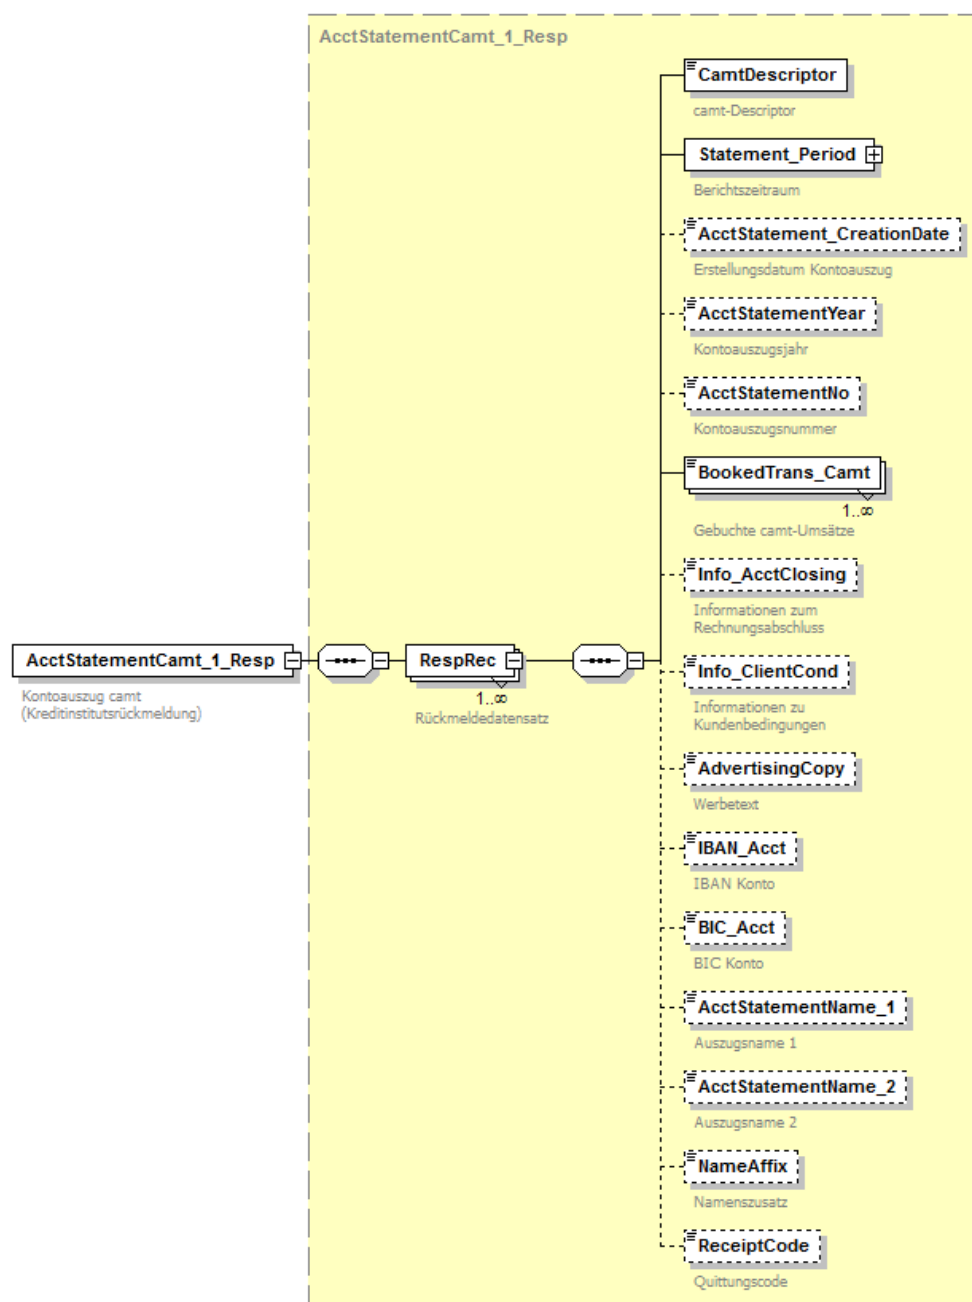 AcctStatementCamt_1_Resp
CamtDescriptor
camt-Descriptor
Statement_Period
Berichtszeitraum
AcctStatement_CreationDate
Erstellungsdatum Kontoauszug
AcctStatementYear
Kontoauszugsjahr
AcctStatementNo
Kontoauszugsnummer
BookedTrans_Camt
1..∞
Gebuchte camt-Umsätze
Info_AcctClosing
Informationen zum
Rechnungsabschluss
AcctStatementCamt_1_Resp
Kontoauszug camt
(Kreditinstitutsrückmeldung)
RespRec
1..∞
Rückmeldedatensatz
Info_ClientCond
Informationen zu
Kundenbedingungen
AdvertisingCopy
Werbetext
IBAN_Acct
IBAN Konto
BIC_Acct
BIC Konto
AcctStatementName_1
Auszugsname 1
AcctStatementName_2
Auszugsname 2
NameAffix
Namenszusatz
ReceiptCode
Quittungscode